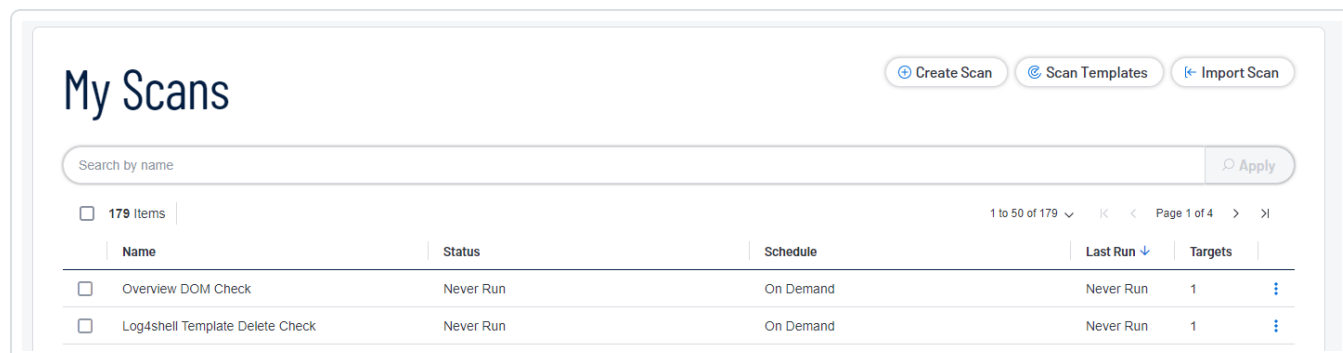 My Scans
Create Scan Scan Templates Import Scan
Search by name Apply
179 Items 1 to 50 of 179 Page 1 of 4
Name Status Schedule Last Run Targets
Overview DOM Check Never Run On Demand Never Run 1
Log4shell Template Delete Check Never Run On Demand Never Run 1